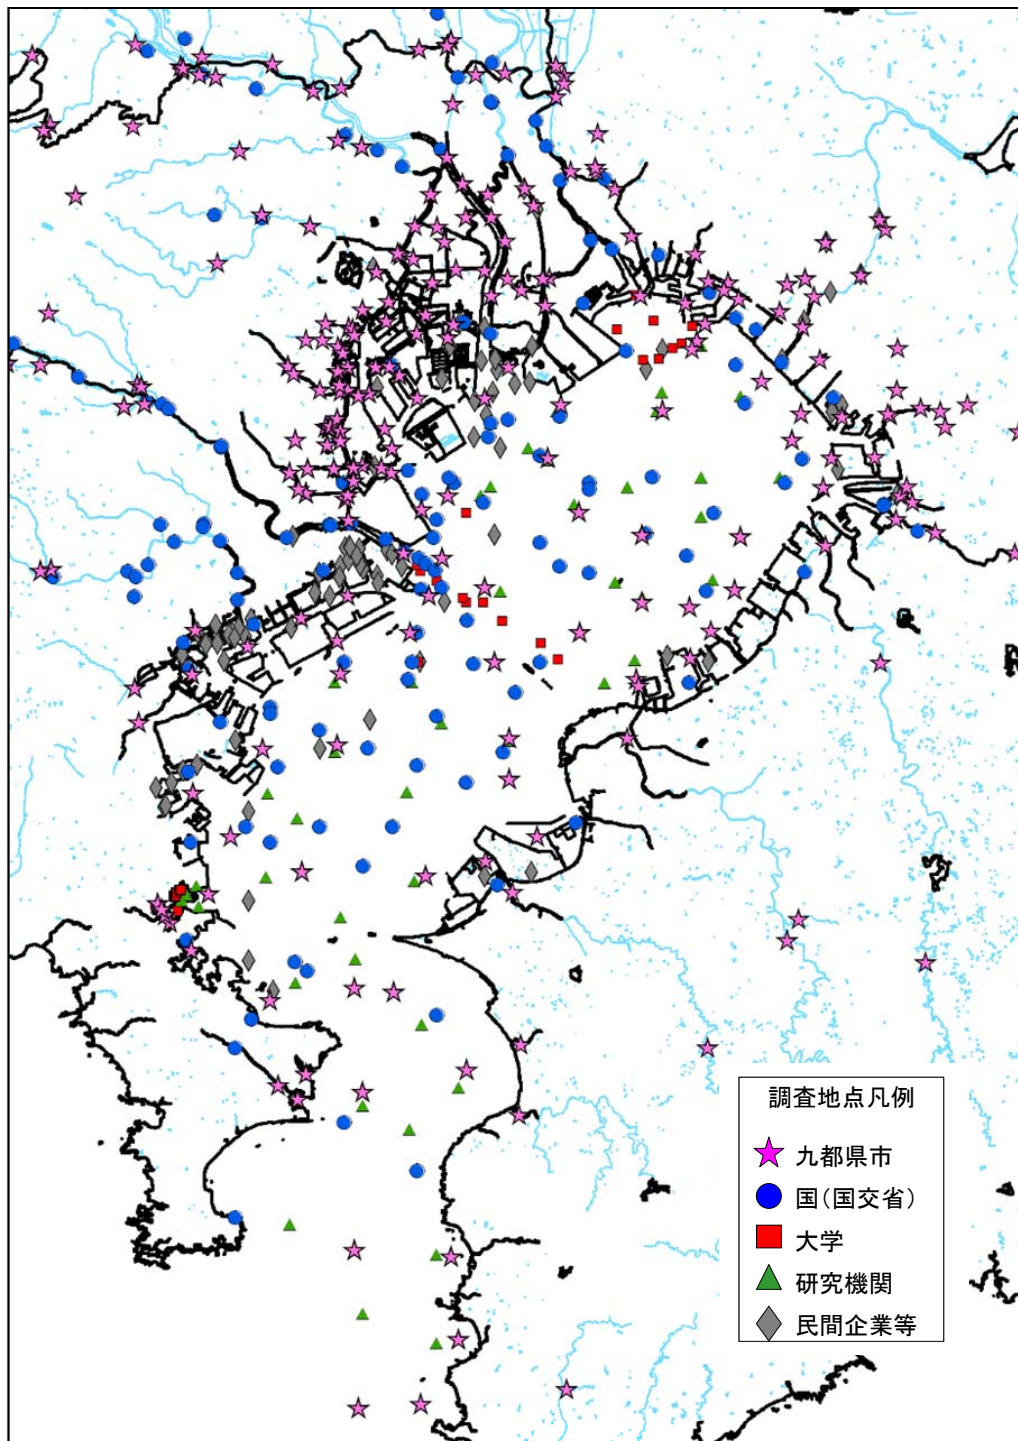 調査地点凡例
九都県市
国(国交省)
大学
研究機関
民間企業等